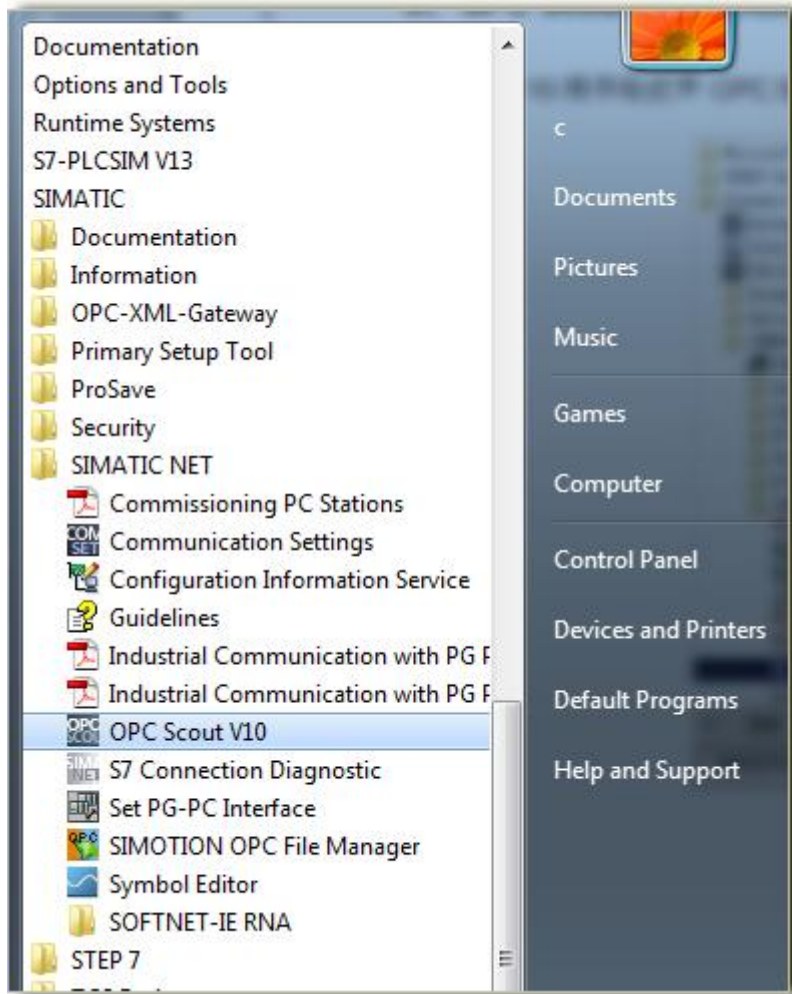 Documentation
Options and Tools
Runtime Systems
S7-PLCSIM V13
SIMATIC
Documentation
Information
OPC-XML-Gateway
Primary Setup Tool
ProSave
Security
SIMATIC NET
Commissioning PC Stations
Communication Settings
Configuration Information Service
Guidelines
Industrial Communication with PG
Industrial Communication with PG
OPC Scout V10
S7 Connection Diagnostic
Set PG-PC Interface
SIMOTION OPC File Manager
Symbol Editor
SOFTNET-IE RNA
STEP 7
c
Documents
Pictures
Music
Games
Computer
Control Panel
Devices and Printers
Default Programs
Help and Support